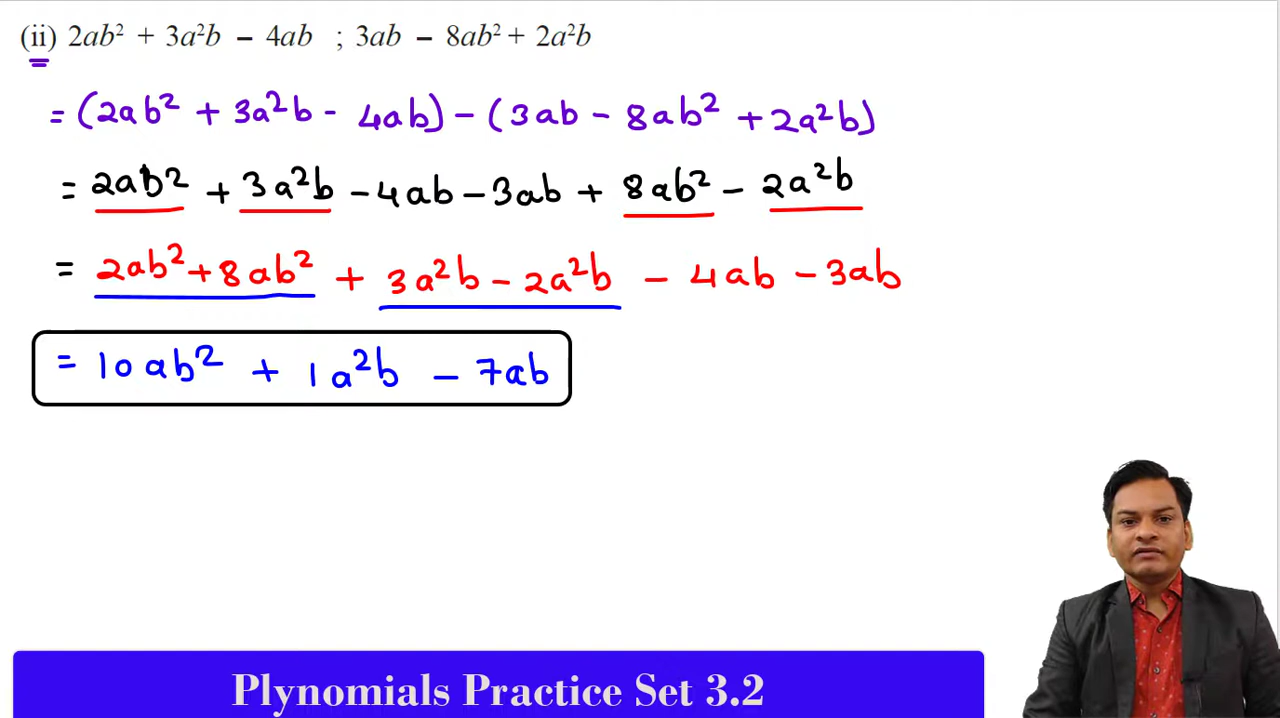 (ii) 2ab² + 3a²b – 4ab ; 3ab – 8ab² + 2a²b
= (2ab² + 3a²b - 4ab) - (3ab - 8ab² + 2a²b)
= 2ab² + 3a²b - 4ab - 3ab + 8ab² - 2a²b
= 2ab² + 8ab² + 3a²b - 2a²b - 4ab - 3ab
= 10ab² + 1a²b - 7ab
Plynomials Practice Set 3.2